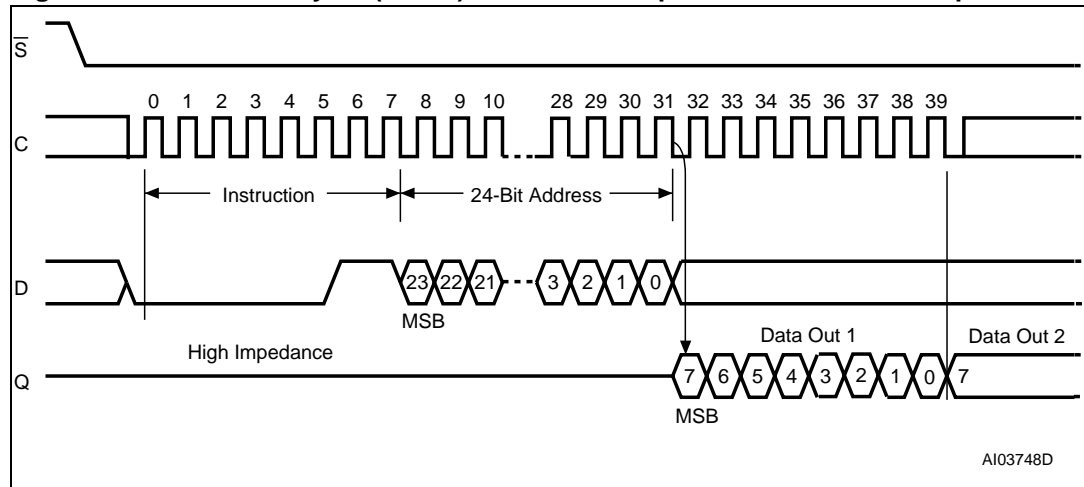 S
0 1 2 3 4 5 6 7 8 9 10 28 29 30 31 32 33 34 35 36 37 38 39
C
Instruction 24-Bit Address
D 23 22 21 3 2 1 0
MSB
High Impedance Data Out 1 Data Out 2
Q 7 6 5 4 3 2 1 0 7
MSB
AI03748D